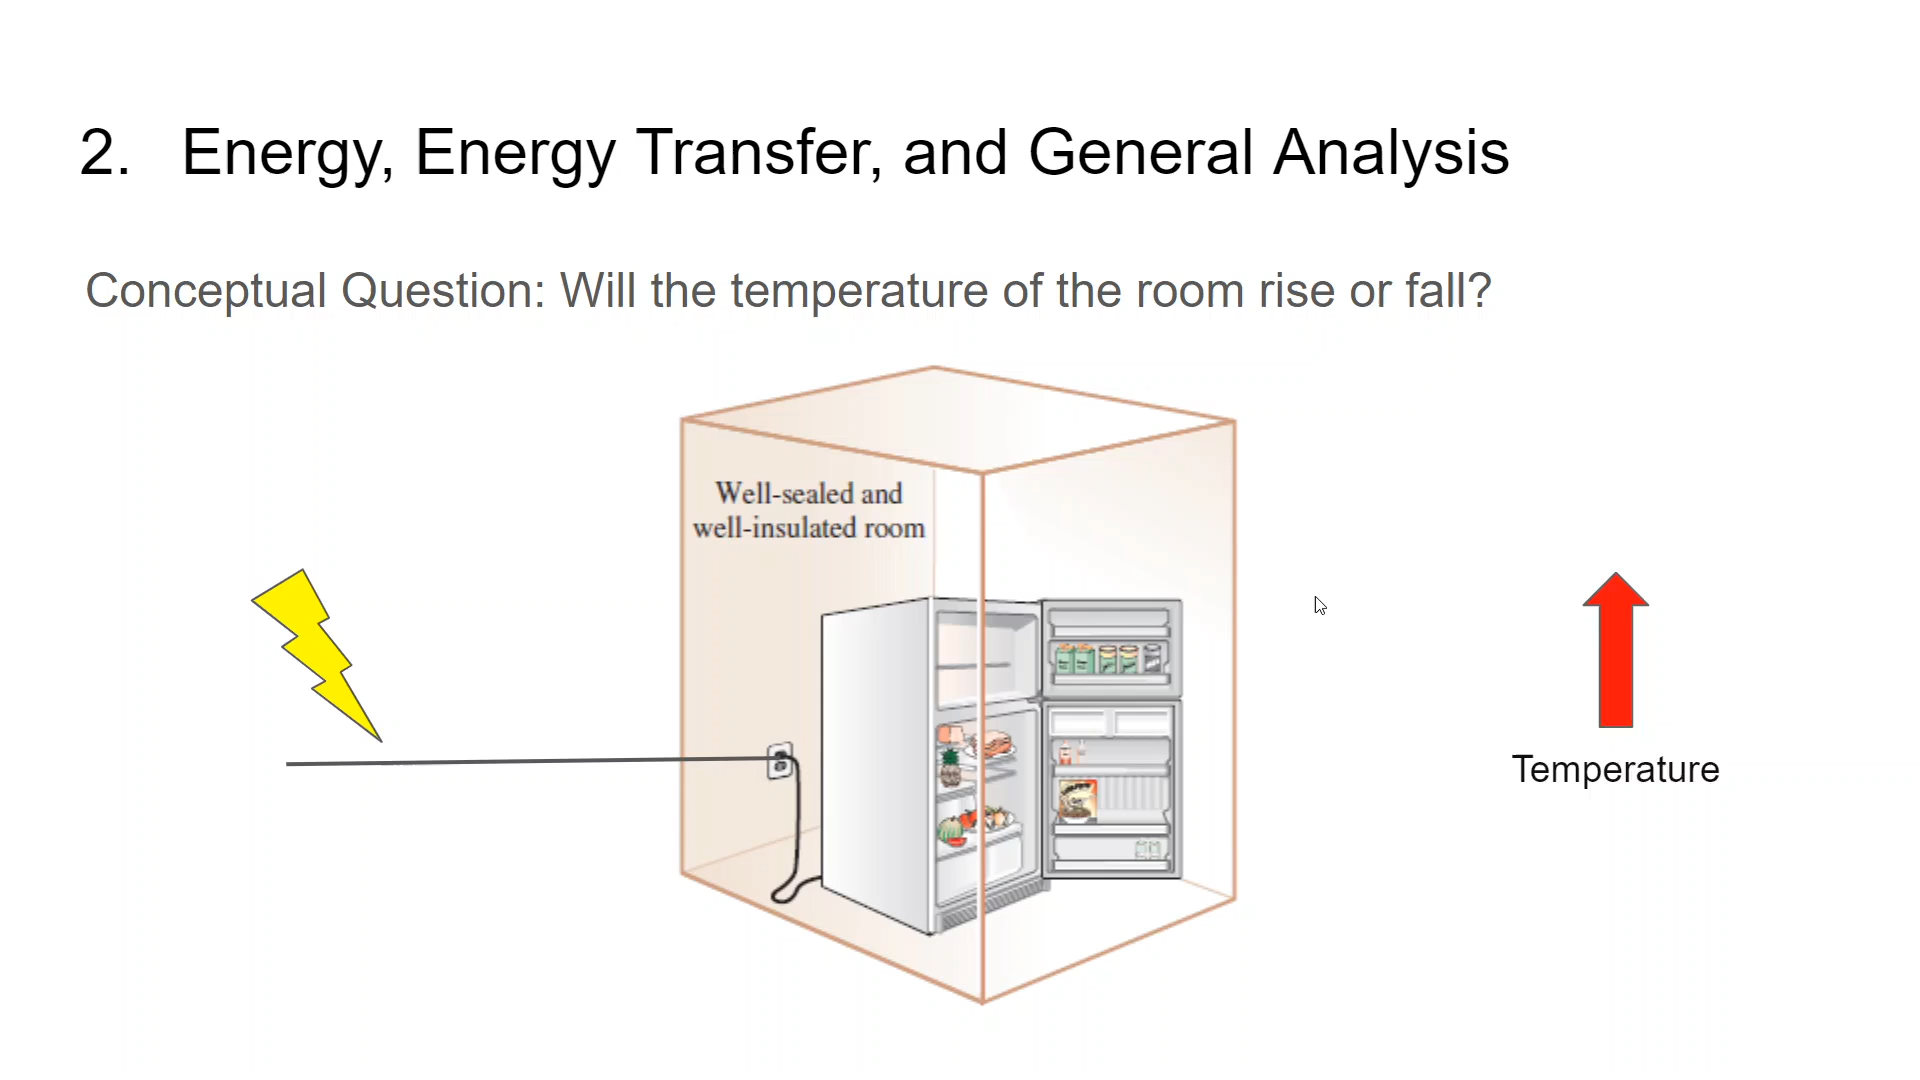 2. Energy, Energy Transfer, and General Analysis
Conceptual Question: Will the temperature of the room rise or fall?
Well-sealed and
well-insulated room
Temperature